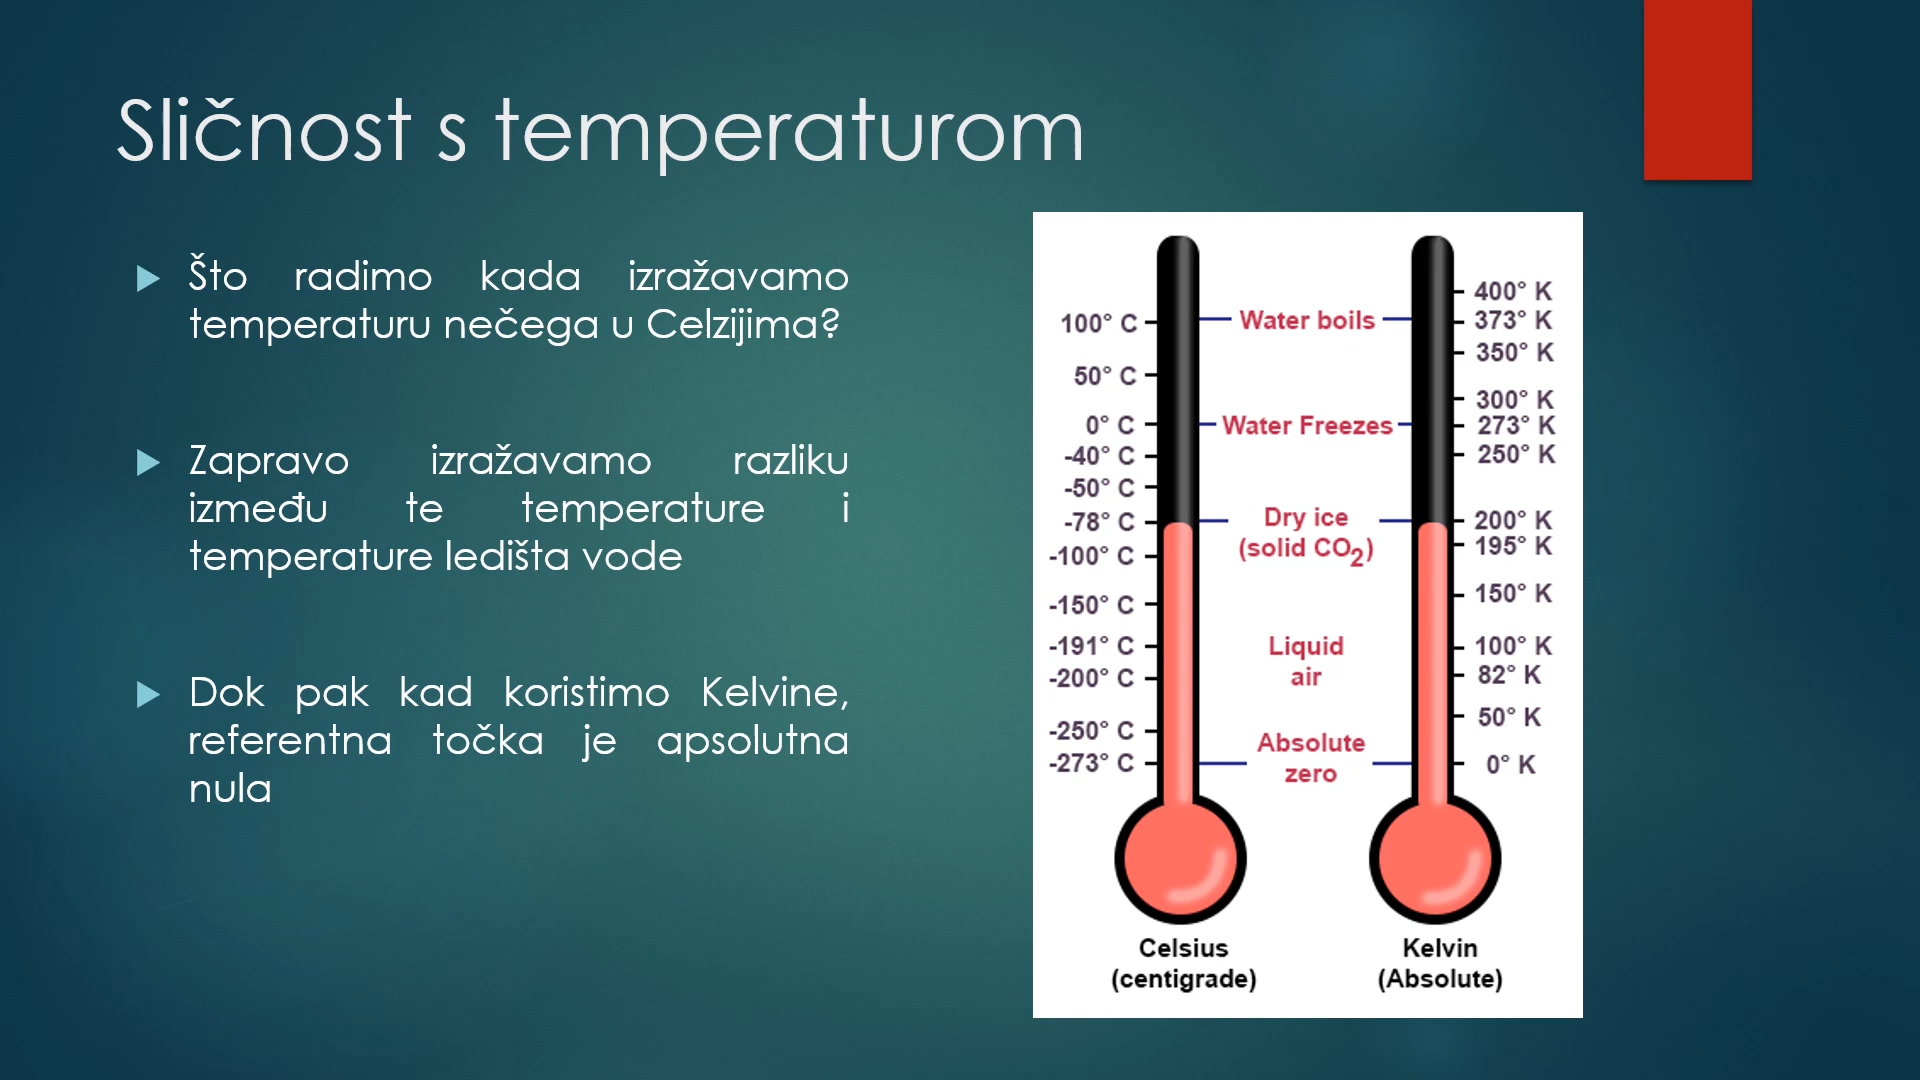 Sličnost s temperaturom
Što radimo kada izražavamo
temperaturu nečega u Celzijima?
Zapravo izražavamo razliku
između te temperature i
temperature ledišta vode
Dok pak kad koristimo Kelvine,
referentna točka je apsolutna
nula
100° C
50° C
0° C
-40° C
-50° C
-78° C
-100° C
-150° C
-191° C
-200° C
-250° C
-273° C
Water boils
Water Freezes
Dry ice
(solid CO2)
Liquid
air
Absolute
zero
400° K
373° K
350° K
300° K
273° K
250° K
200° K
195° K
150° K
100° K
82° K
50° K
0° K
Celsius
(centigrade)
Kelvin
(Absolute)